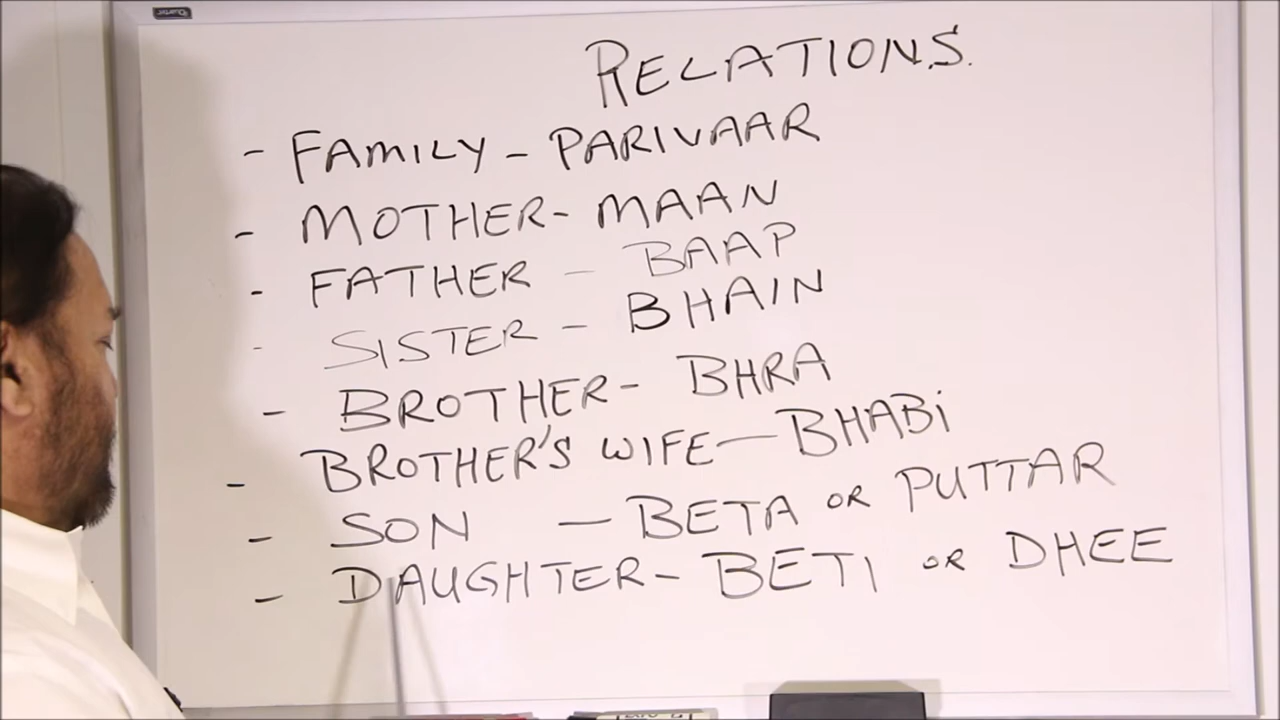 RELATIONS.
- FAMILY - PARIVAAR
- MOTHER - MAAN
- FATHER - BAAP
- SISTER - BHAIN
- BROTHER - BHRA
- BROTHER'S WIFE - BHABi
- SON - BETA OR PUTTAR
- DAUGHTER - BETI OR DHEE